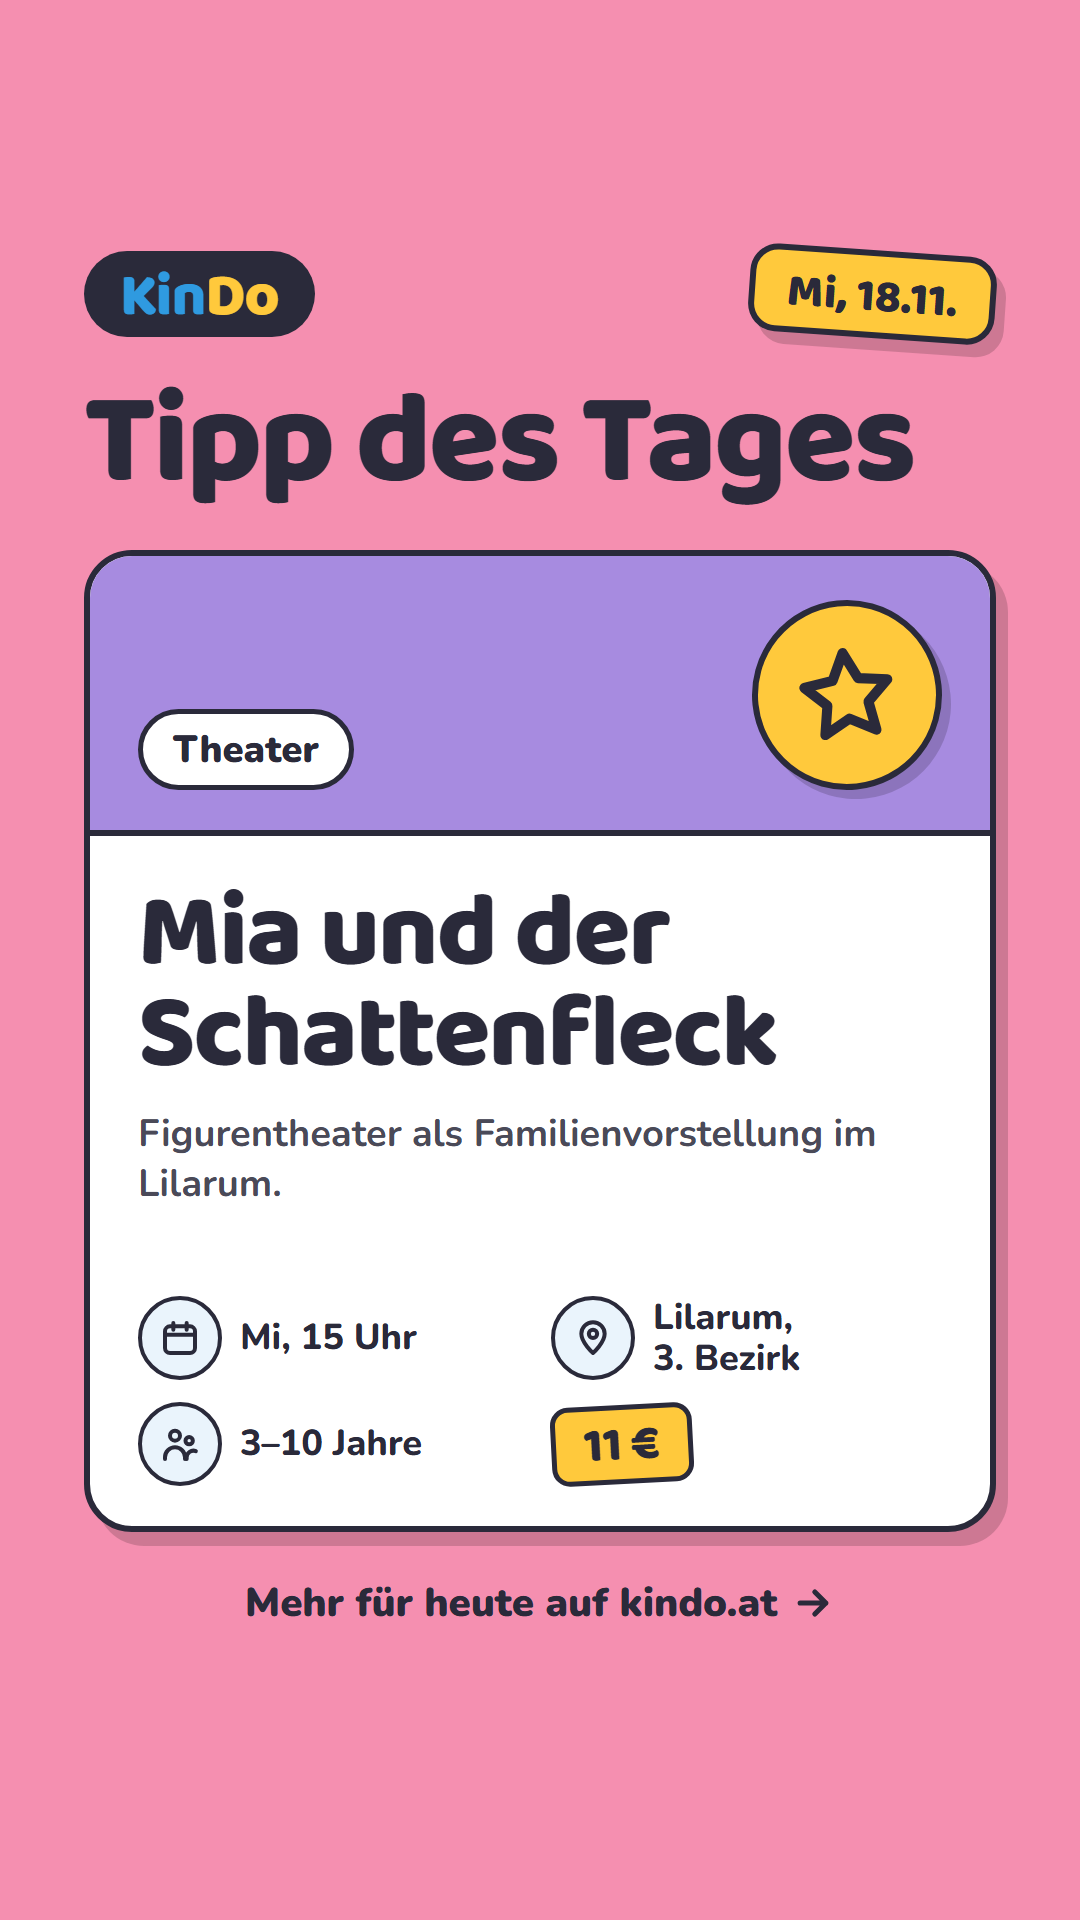 KinDo
Mi, 18.11.
Tipp des Tages
Theater
Mia und der
Schattenfleck
Figurentheater als Familienvorstellung im
Lilarum.
Mi, 15 Uhr
Lilarum,
3. Bezirk
3–10 Jahre
11 €
Mehr für heute auf kindo.at →